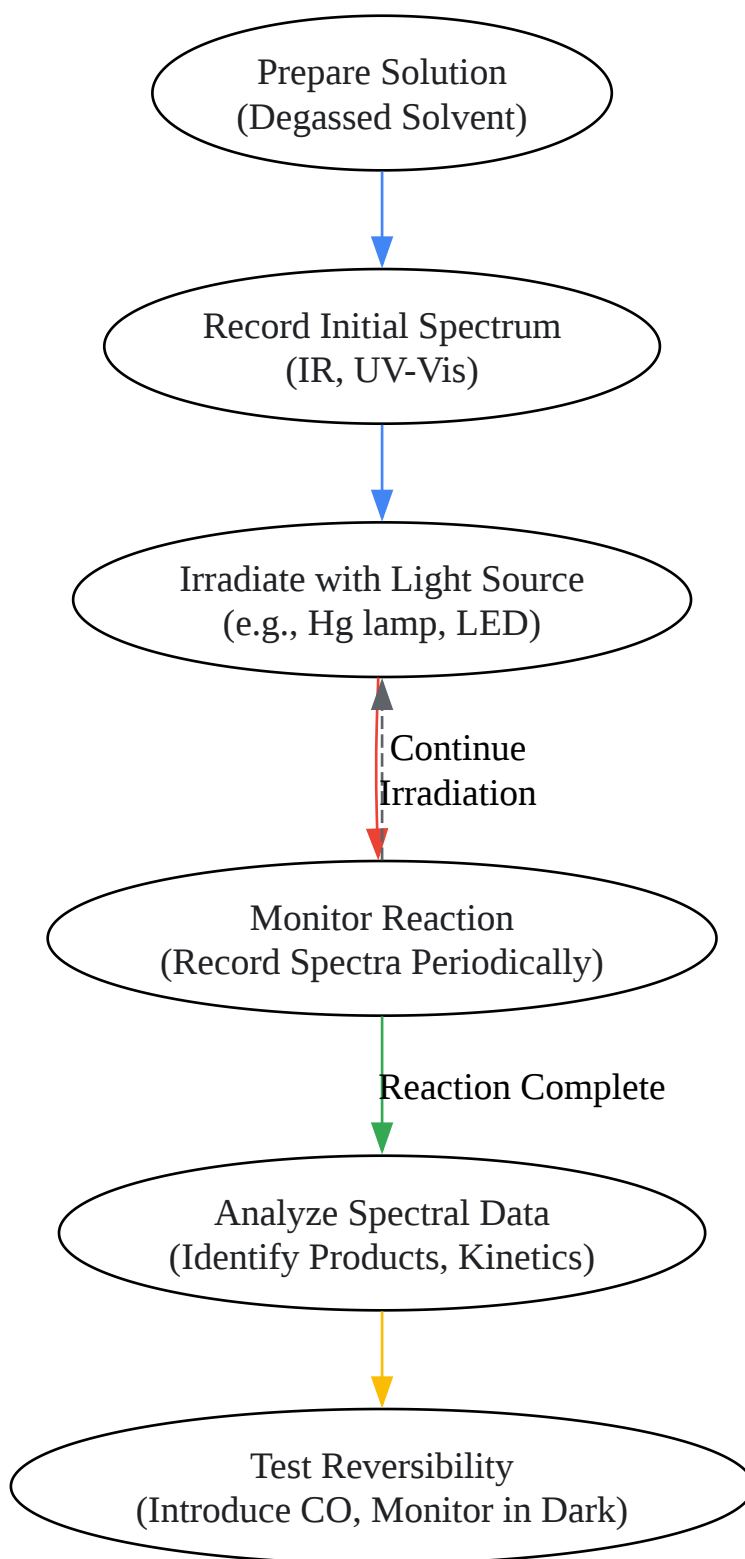 Prepare Solution
(Degassed Solvent)
Record Initial Spectrum
(IR, UV-Vis)
Irradiate with Light Source
(e.g., Hg lamp, LED)
Continue
Irradiation
Monitor Reaction
(Record Spectra Periodically)
Reaction Complete
Analyze Spectral Data
(Identify Products, Kinetics)
Test Reversibility
(Introduce CO, Monitor in Dark)